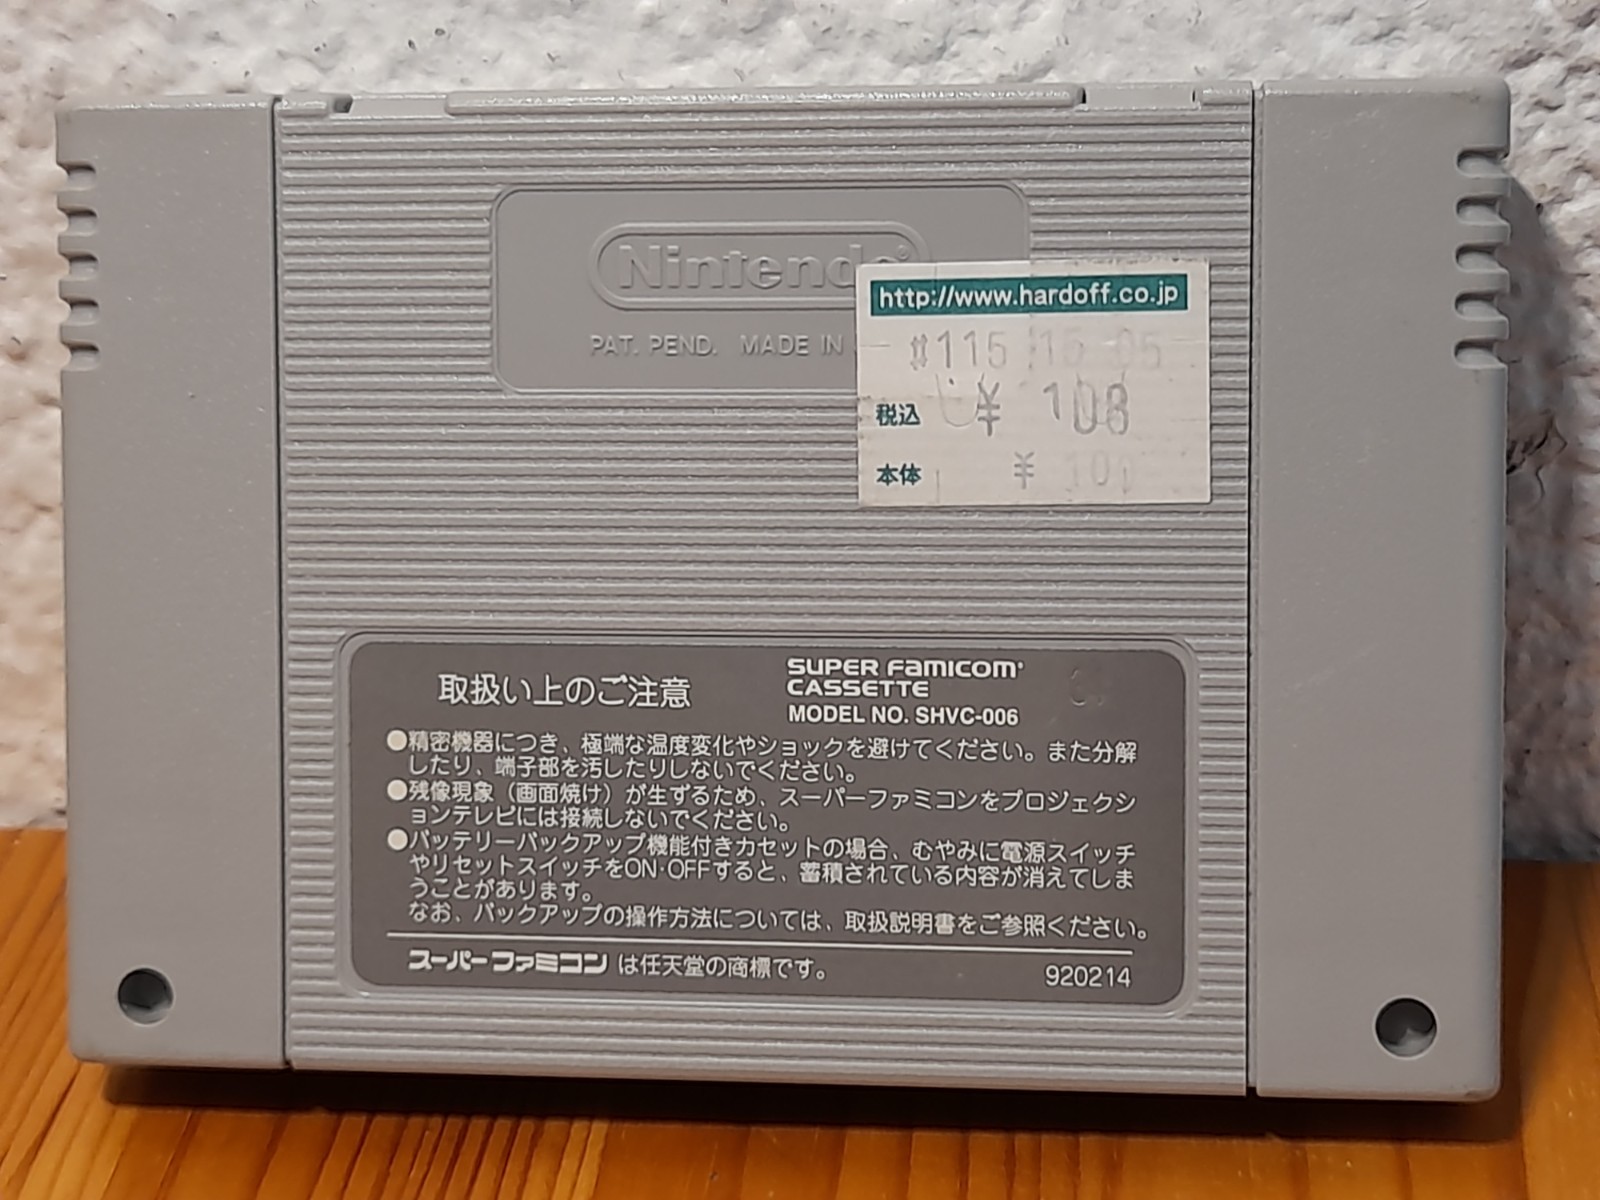 Nintendo
PAT. PEND. MADE IN
http://www.hardoff.co.jp
#115 15 05
税込 ¥ 108
本体 ¥
取扱い上のご注意
SUPER FAMICOM
CASSETTE
MODEL NO. SHVC-006
●精密機器につき、極端な温度変化やショックを避けてください。また分解
したり、端子部を汚したりしないでください。
●残像現象（画面焼け）が生ずるため、スーパーファミコンをプロジェクシ
ョンテレビには接続しないでください。
●バッテリーバックアップ機能付きカセットの場合、むやみに電源スイッチ
やリセットスイッチをON·OFFすると、蓄積されている内容が消えてしま
うことがあります。
なお、バックアップの操作方法については、取扱説明書をご参照ください。
スーパーファミコン は任天堂の商標です。
920214